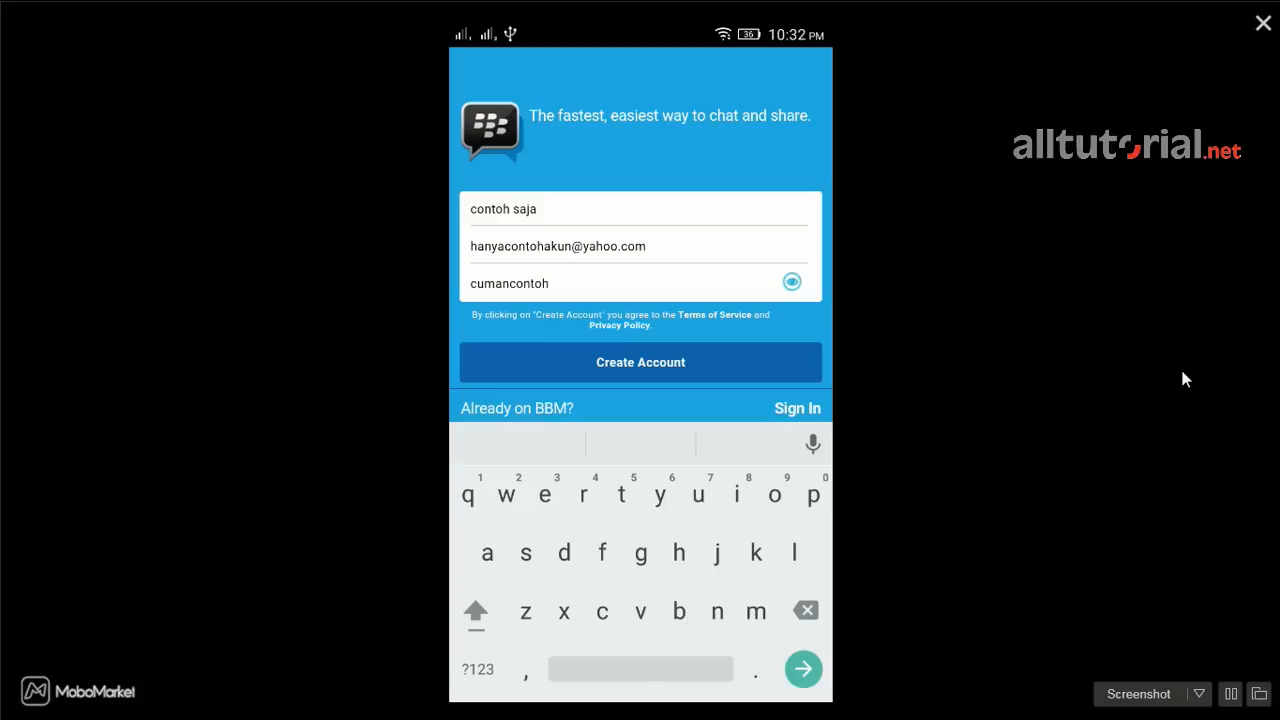 36 10:32 PM
The fastest, easiest way to chat and share.
alltutorial.net
contoh saja
hanyacontohakun@yahoo.com
cumancontoh
By clicking on "Create Account" you agree to the Terms of Service and
Privacy Policy.
Create Account
Already on BBM? Sign In
1 2 3 4 5 6 7 8 9 0
q w e r t y u i o p
a s d f g h j k l
z x c v b n m
?123 , .
MoboMarket
Screenshot